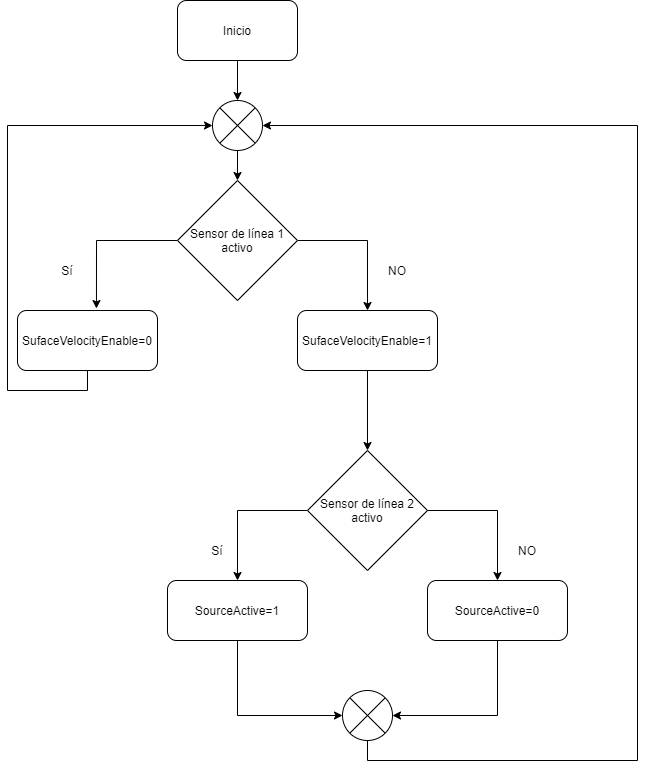 Inicio
Sensor de línea 1
activo
Sí
NO
SufaceVelocityEnable=0
SufaceVelocityEnable=1
Sensor de línea 2
activo
Sí
NO
SourceActive=1
SourceActive=0